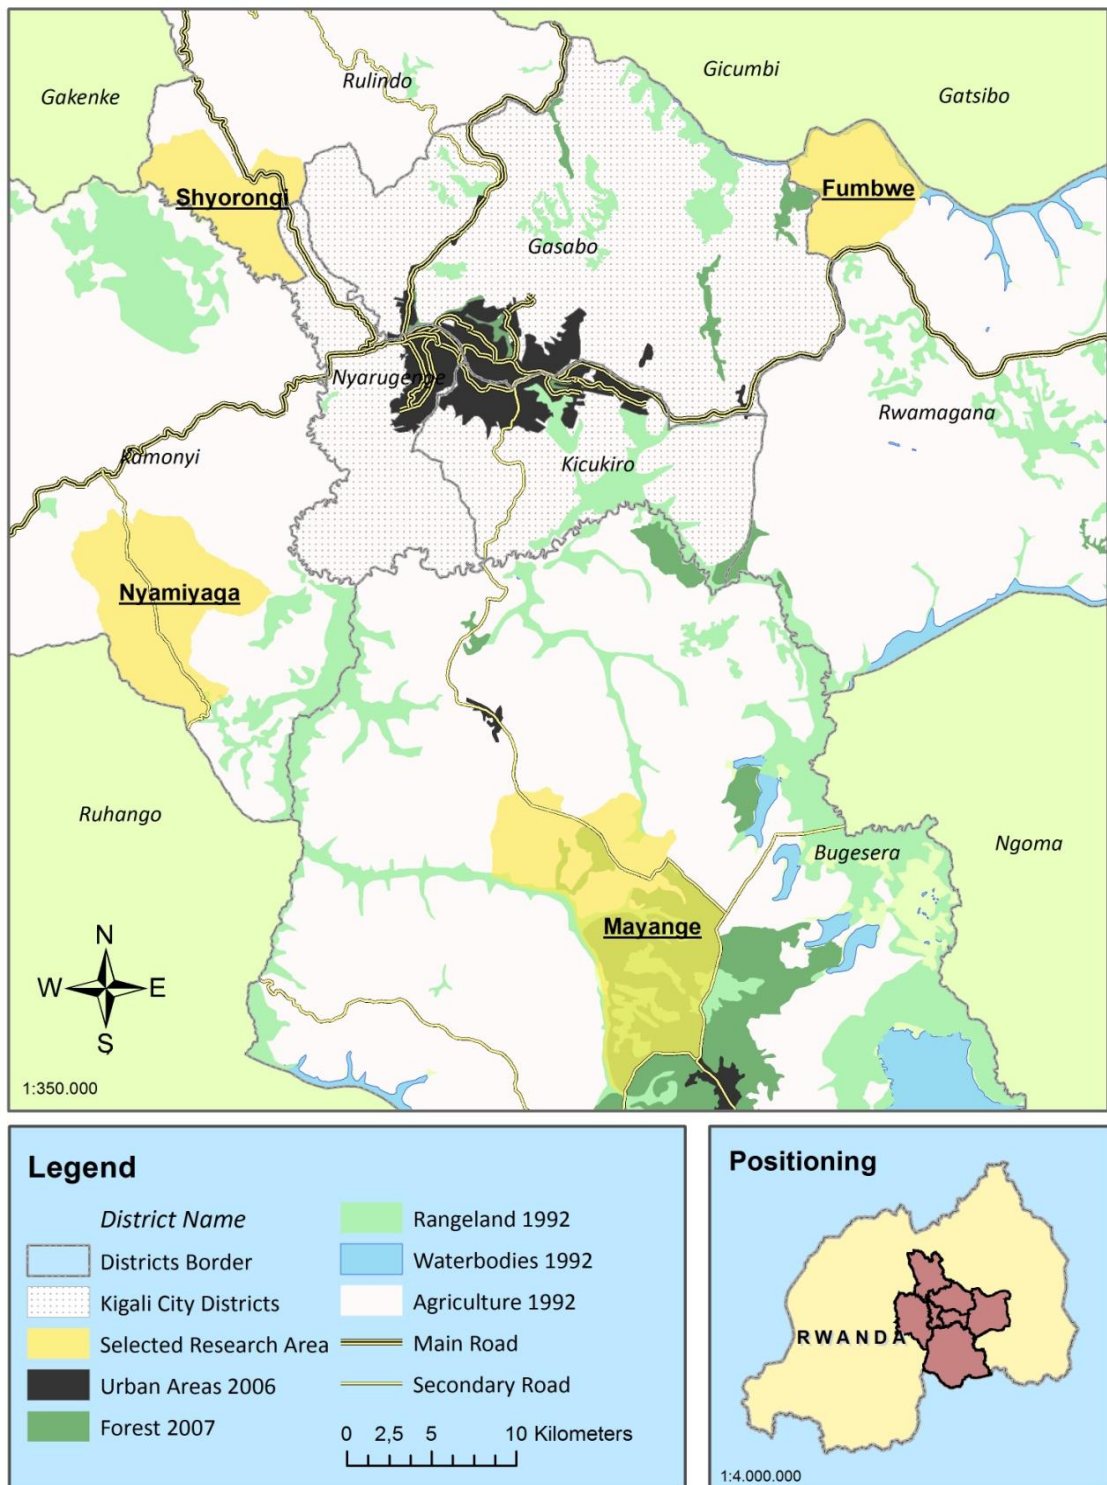 Gakenke
Rulindo
Gicumbi
Gatsibo
Shyorongi
Fumbwe
Gasabo
Nyarugenge
Rwamagana
Kamonyi
Kicukiro
Nyamiyaga
Ruhango
Bugesera
Ngoma
Mayange
N
W E
S
1:350.000
Legend
District Name
Districts Border
Kigali City Districts
Selected Research Area
Urban Areas 2006
Forest 2007
Rangeland 1992
Waterbodies 1992
Agriculture 1992
Main Road
Secondary Road
0 2,5 5 10 Kilometers
Positioning
RWANDA
1:4.000.000